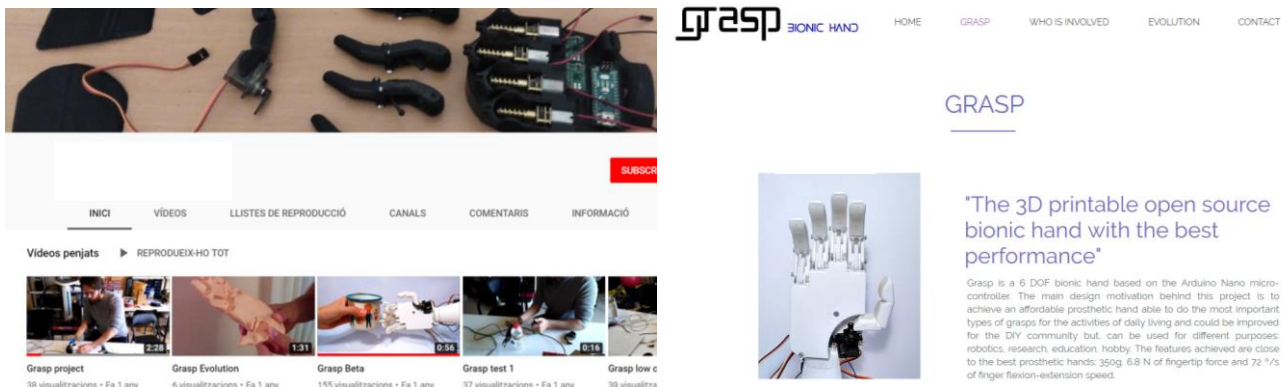 SUBSCR
INICI VÍDEOS LLISTES DE REPRODUCCIÓ CANALS COMENTARIS INFORMACIÓ
Vídeos penjats REPRODUEIX-HO TOT
2:28 1:31 0:56 0:16
Grasp project Grasp Evolution Grasp Beta Grasp test 1 Grasp low c
38 visualitzacions • Fa 1 any 6 visualitzacions • Fa 1 any 155 visualitzacions • Fa 1 any 37 visualitzacions • Fa 1 any 39 visualitza
grasp BIONIC HAND HOME GRASP WHO IS INVOLVED EVOLUTION CONTACT
GRASP
"The 3D printable open source
bionic hand with the best
performance"
Grasp is a 6 DOF bionic hand based on the Arduino Nano micro-
controller. The main design motivation behind this project is to
achieve an affordable prosthetic hand able to do the most important
types of grasps for the activities of daily living and could be improved
for the DIY community but, can be used for different purposes:
robotics, research, education, hobby. The features achieved are close
to the best prosthetic hands: 350g, 6.8 N of fingertip force and 72 º/s
of finger flexion-extension speed.